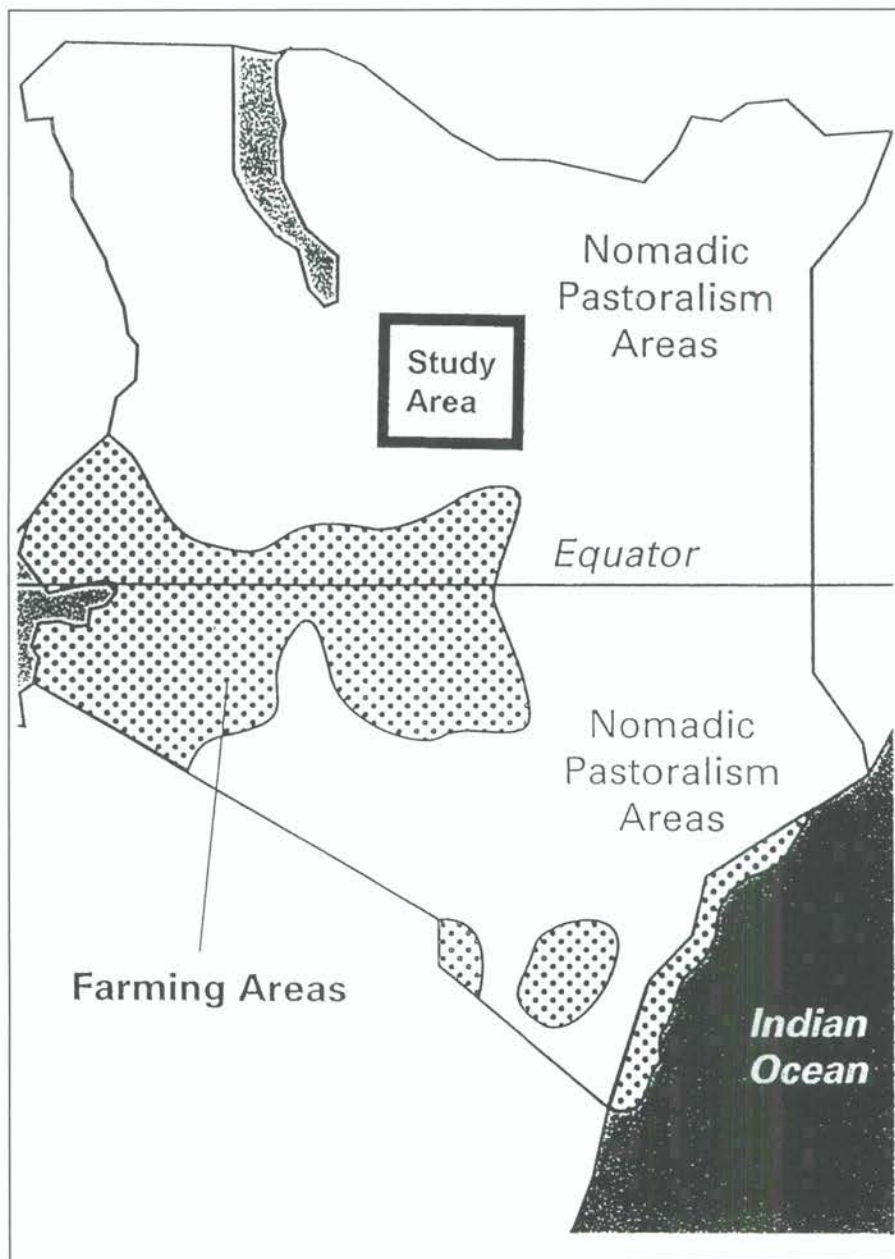 Nomadic
Pastoralism
Areas
Study
Area
Equator
Nomadic
Pastoralism
Areas
Farming Areas
Indian
Ocean